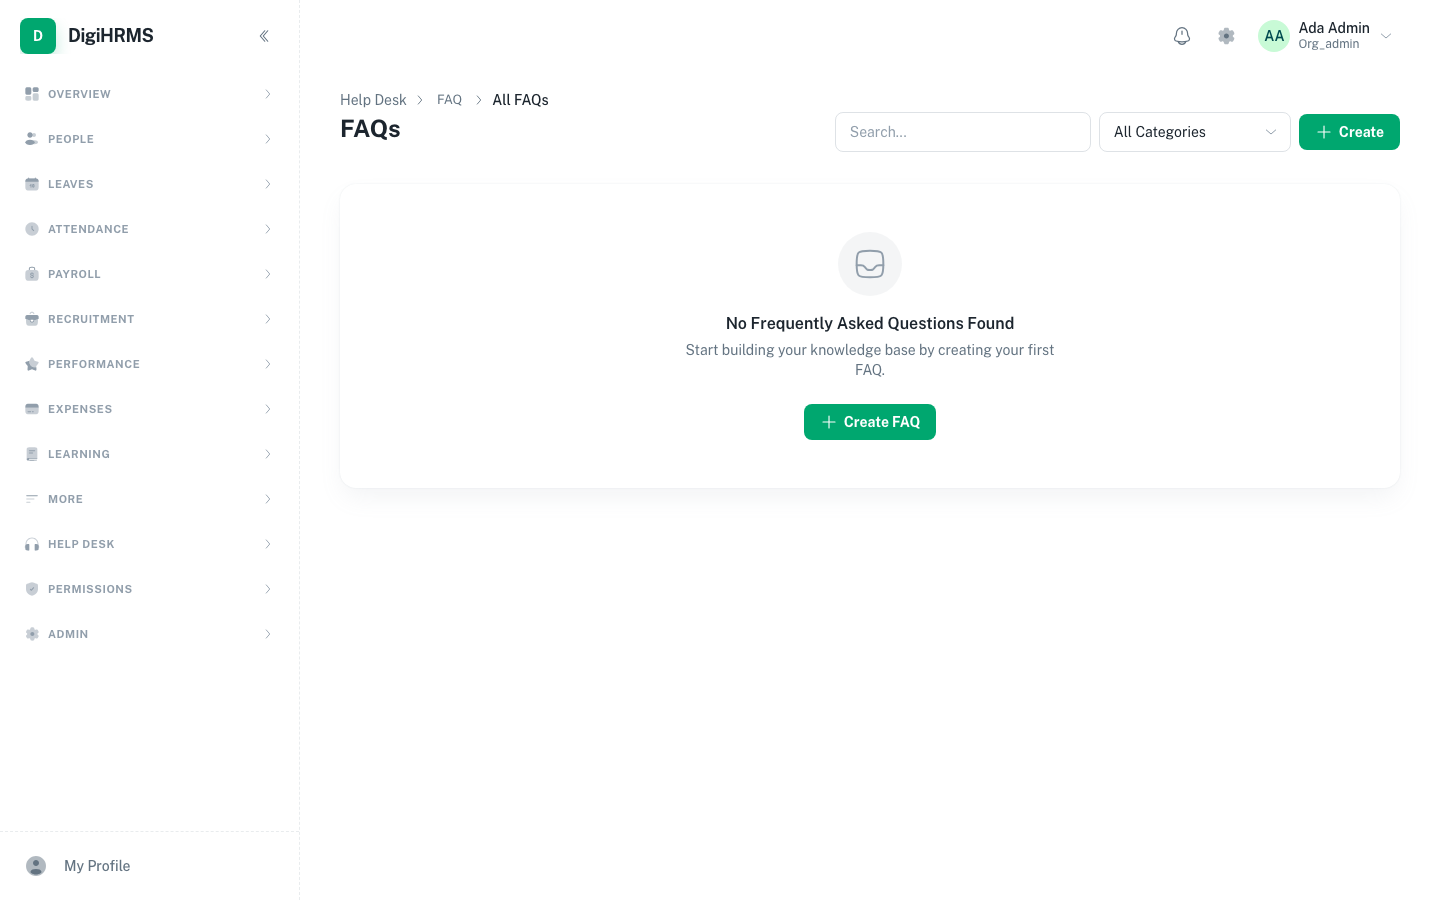 D
DigiHRMS
OVERVIEW
PEOPLE
LEAVES
ATTENDANCE
PAYROLL
RECRUITMENT
PERFORMANCE
EXPENSES
LEARNING
MORE
HELP DESK
PERMISSIONS
ADMIN
My Profile
AA
Ada Admin
Org_admin
Help Desk FAQ All FAQs
FAQs
Search...
All Categories
Create
No Frequently Asked Questions Found
Start building your knowledge base by creating your first
FAQ.
Create FAQ